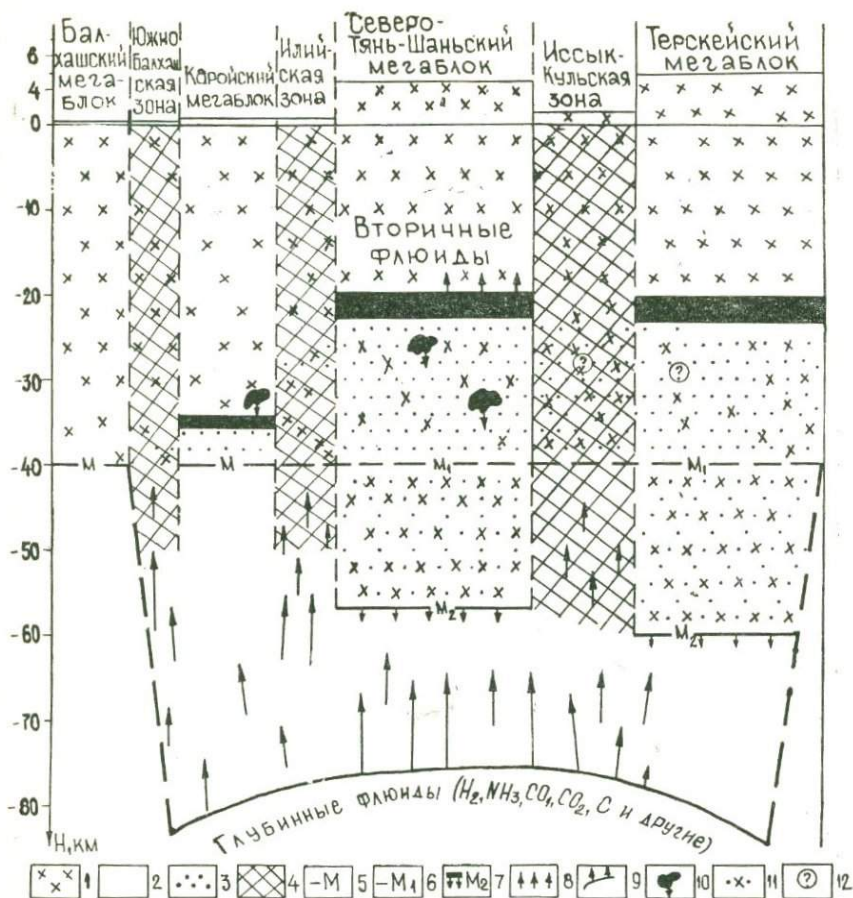 Бал-
хашский
мега-
блок
Южно
Балхаш
ская
зона
Каройский
мегаблок
Илий-
ская
зона
Северо-
Тянь-Шаньский
мегаблок
Иссык-
Кульская
зона
Терскейский
мегаблок
6
4
0
-10
-20
-30
-40
-50
-60
-70
-80
Н,км
Вторичные
флюиды
?
?
М
М
М₁
М₁
М₂
М₂
Глубинные флюиды (H₂,NH₃,CO₁,CO₂, C и другие)
1 2 3 4 -М- 5 -М₁- 6 М₂ 7 8 9 10 11 ? 12